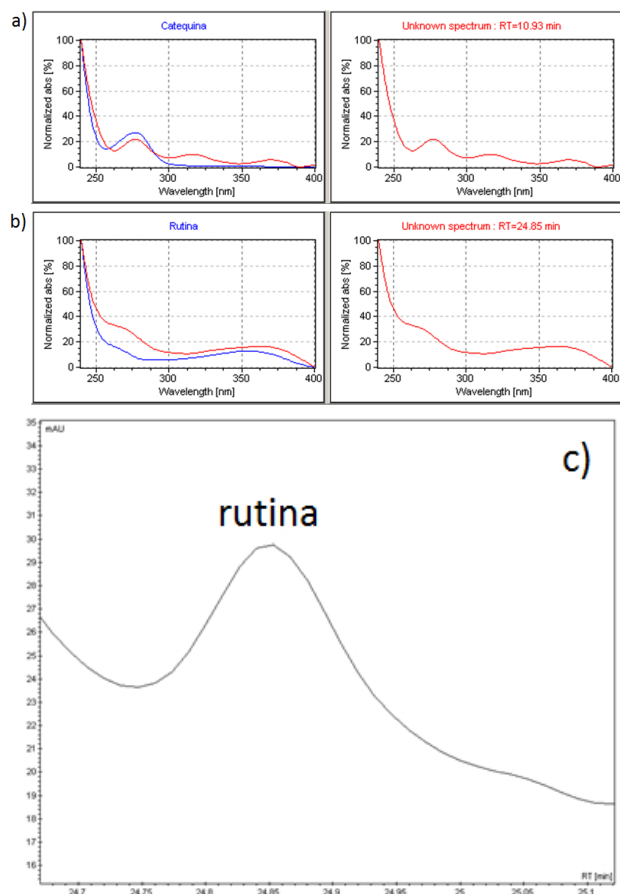 a)
Catequina
Normalized abs [%]
100
80
60
40
20
0
250 300 350 400
Wavelength [nm]
Unknown spectrum : RT=10.93 min
Normalized abs [%]
100
80
60
40
20
0
250 300 350 400
Wavelength [nm]
b)
Rutina
Normalized abs [%]
100
80
60
40
20
0
250 300 350 400
Wavelength [nm]
Unknown spectrum : RT=24.85 min
Normalized abs [%]
100
80
60
40
20
0
250 300 350 400
Wavelength [nm]
c)
rutina
mAU
35
34
33
32
31
30
29
28
27
26
25
24
23
22
21
20
19
18
17
16
24.7 24.75 24.8 24.85 24.9 24.95 25 25.05 25.1
RT [min]